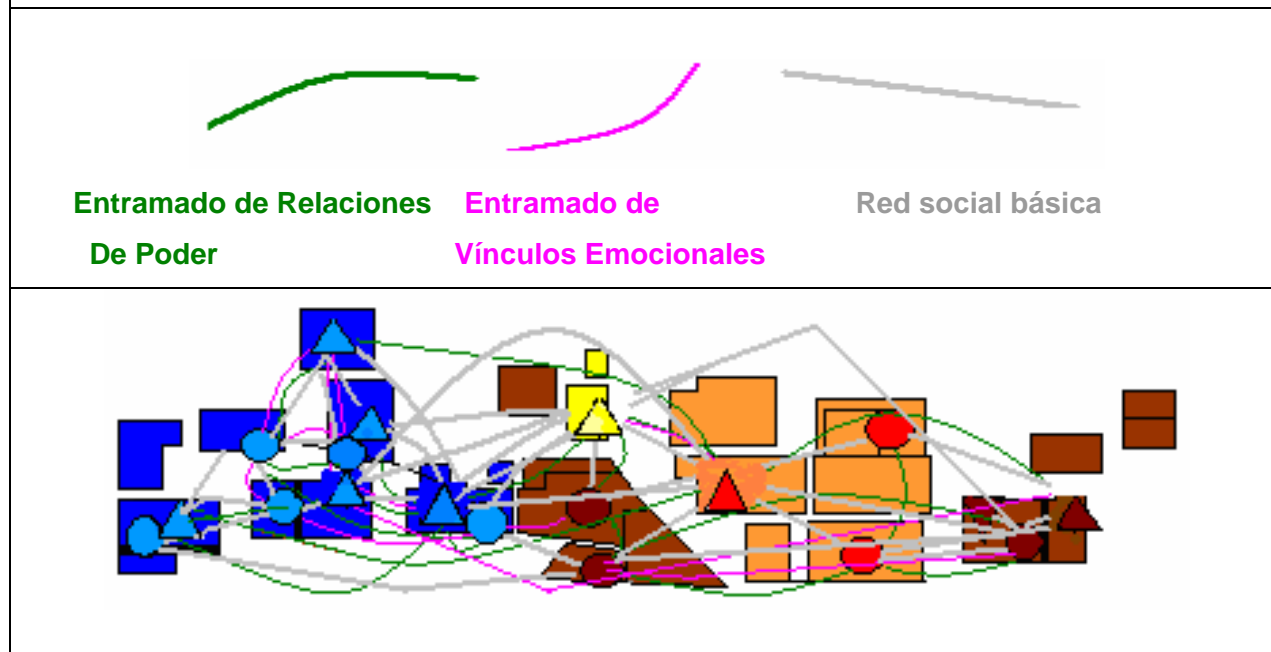 Entramado de Relaciones Entramado de Red social básica
De Poder Vínculos Emocionales